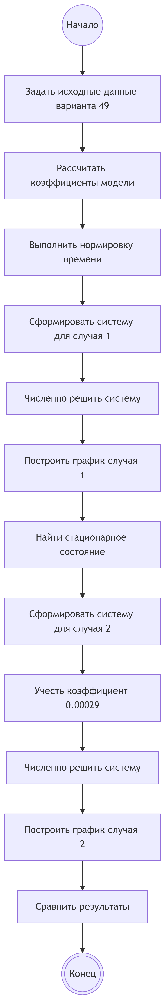 Начало
Задать исходные данные
варианта 49
Рассчитать
коэффициенты модели
Выполнить нормировку
времени
Сформировать систему
для случая 1
Численно решить систему
Построить график случая
1
Найти стационарное
состояние
Сформировать систему
для случая 2
Учесть коэффициент
0.00029
Численно решить систему
Построить график случая
2
Сравнить результаты
Конец